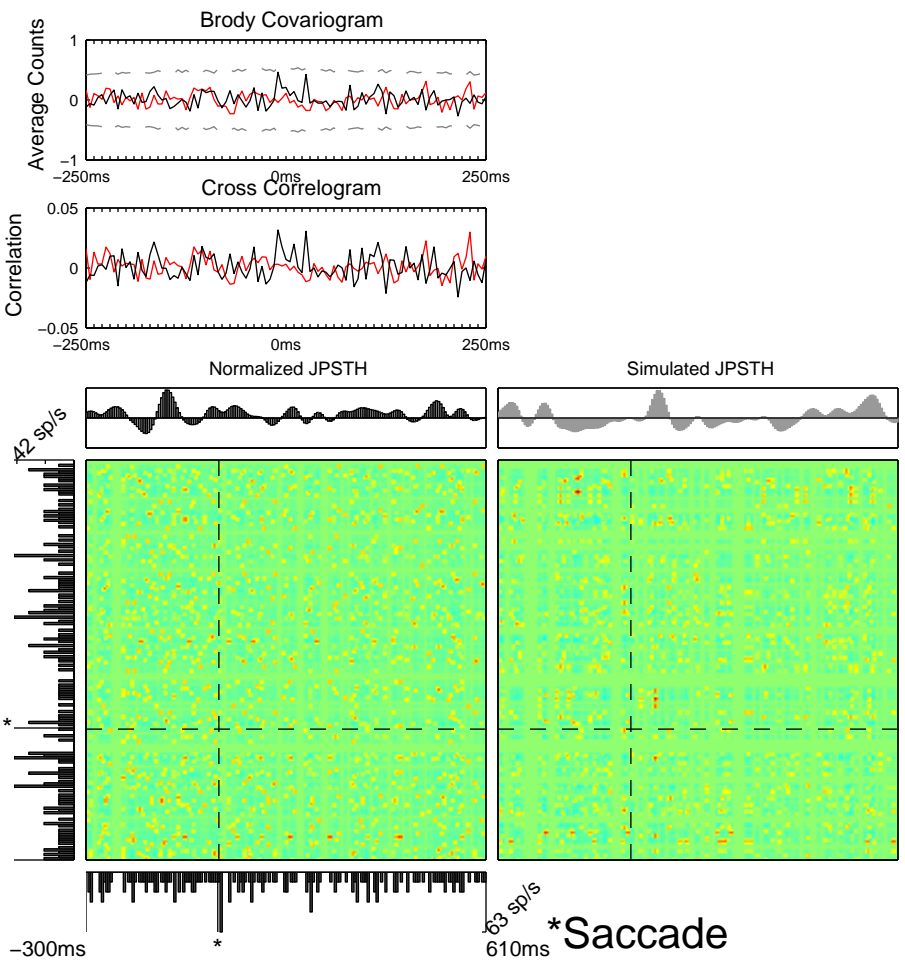 Brody Covariogram
Average Counts
1
0
−1
−250ms
0ms
250ms
Cross Correlogram
Correlation
0.05
0
−0.05
−250ms
0ms
250ms
Normalized JPSTH
Simulated JPSTH
42 sp/s
*
*
63 sp/s
−300ms
610ms
*Saccade